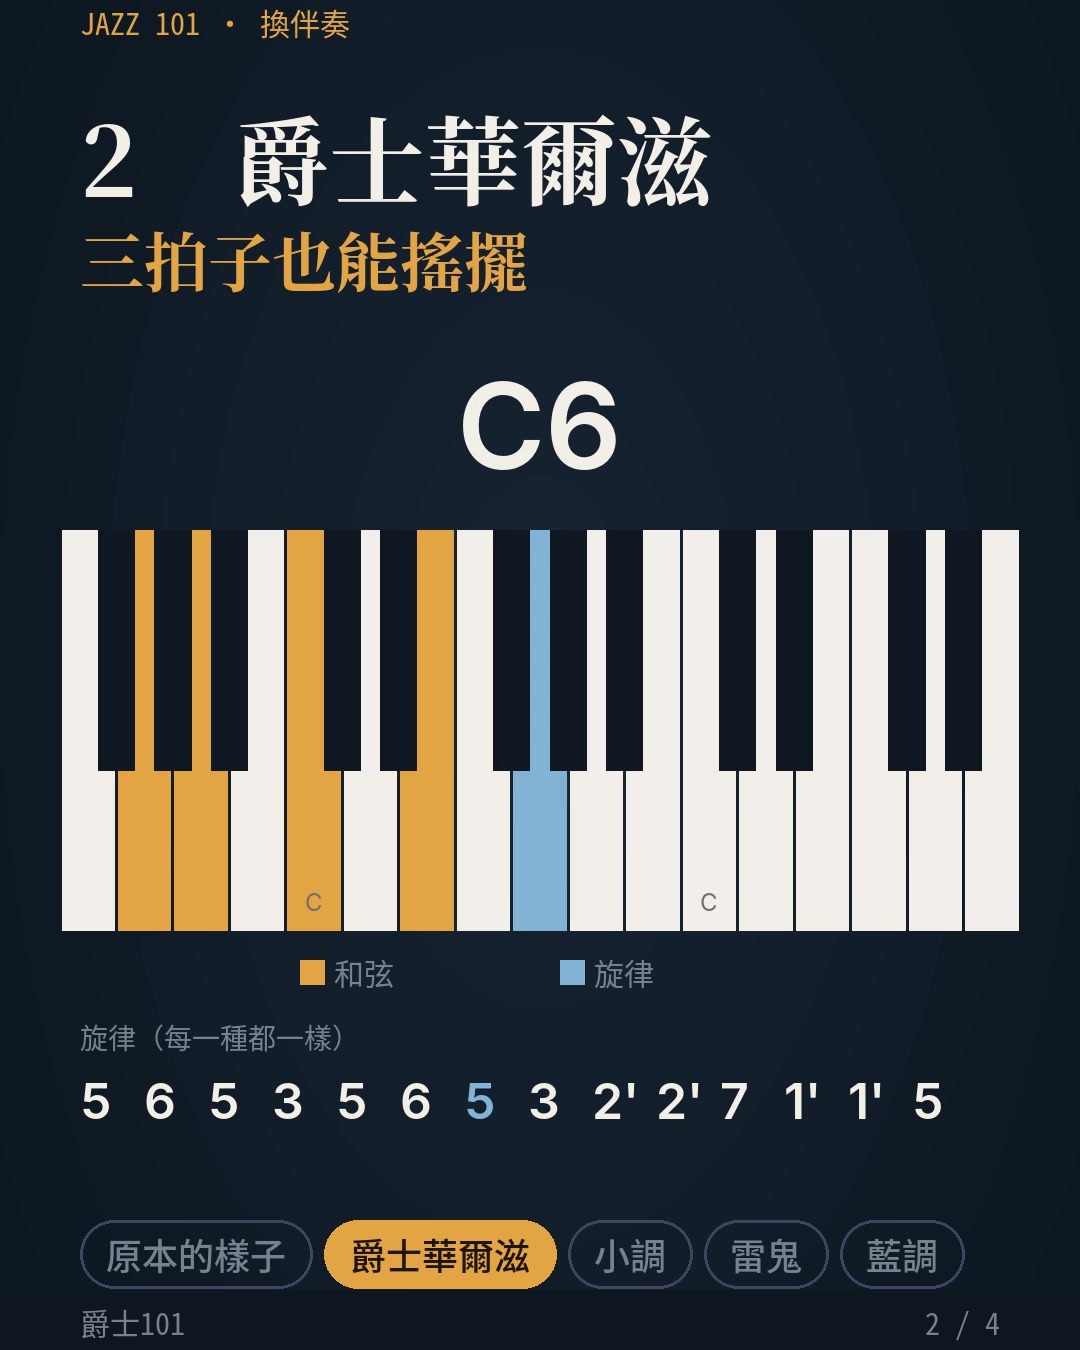 JAZZ 101 · 換伴奏
2 爵士華爾滋
三拍子也能搖擺
C6
C C
和弦 旋律
旋律（每一種都一樣）
5 6 5 3 5 6 5 3 2' 2' 7 1' 1' 5
原本的樣子 爵士華爾滋 小調 雷鬼 藍調
爵士101 2 / 4